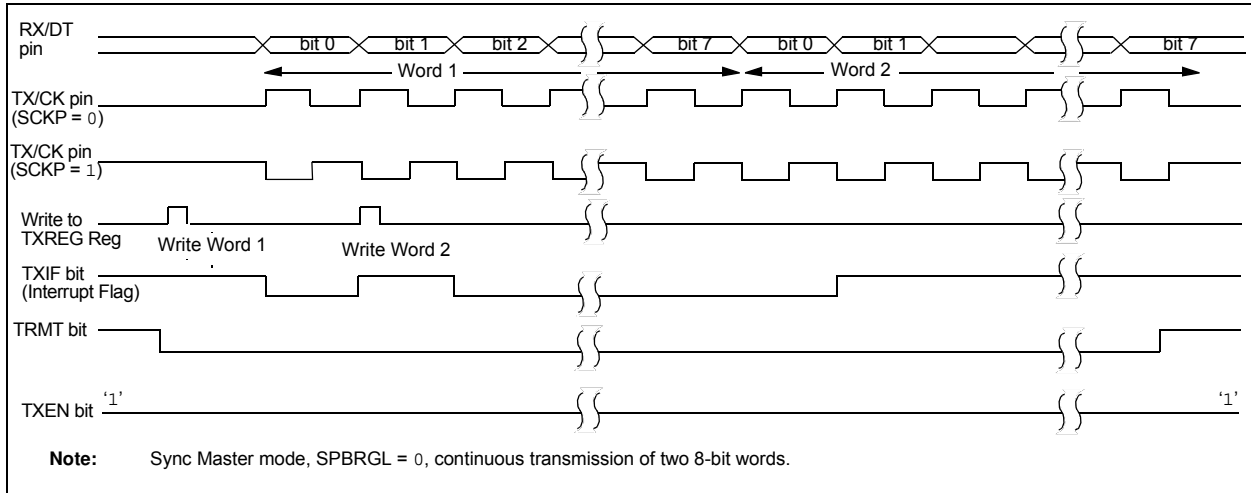 RX/DT
pin
bit 0 bit 1 bit 2 bit 7 bit 0 bit 1 bit 7
Word 1 Word 2
TX/CK pin
(SCKP = 0)
TX/CK pin
(SCKP = 1)
Write to
TXREG Reg
Write Word 1 Write Word 2
TXIF bit
(Interrupt Flag)
TRMT bit
TXEN bit ‘1’ ‘1’
Note: Sync Master mode, SPBRGL = 0, continuous transmission of two 8-bit words.